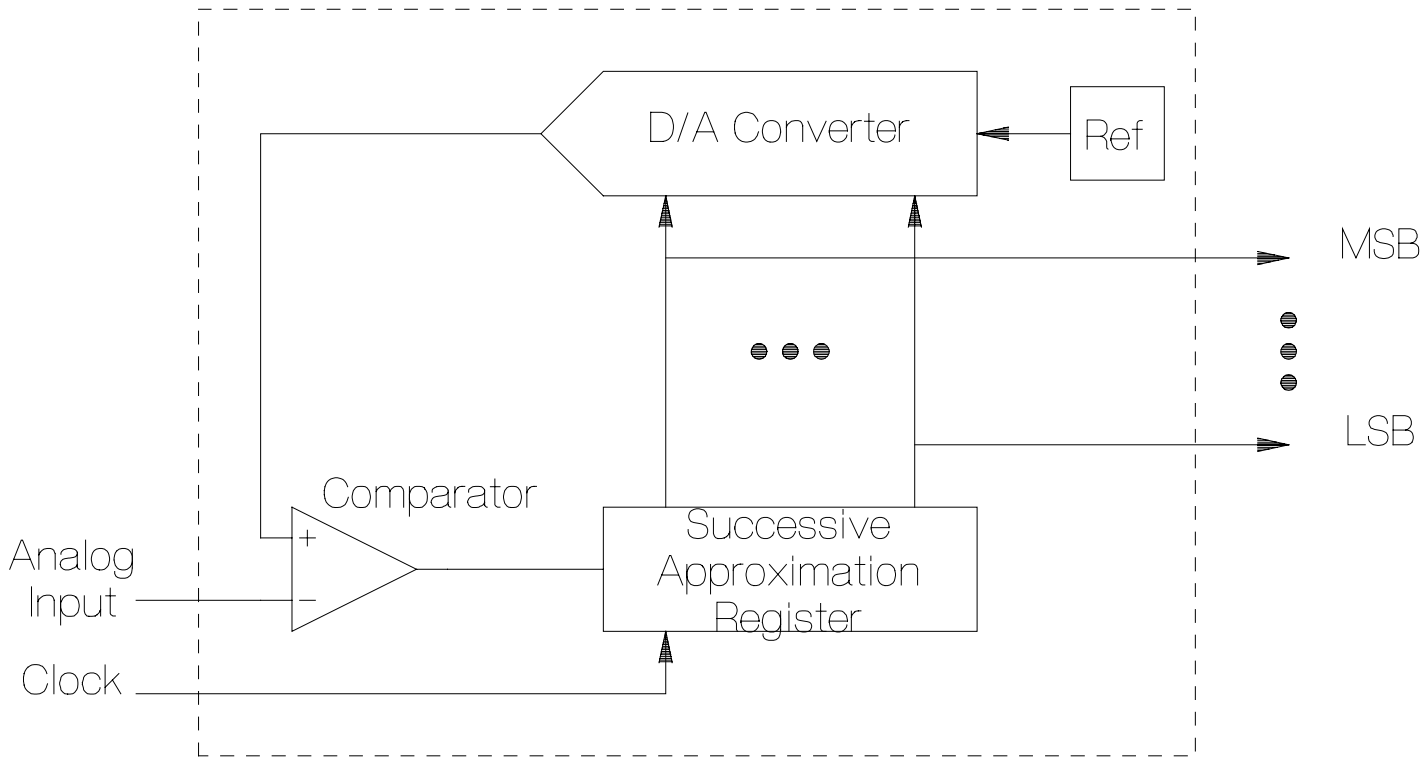 D/A Converter
Ref
MSB
LSB
Comparator
+
−
Analog
Input
Successive
Approximation
Register
Clock